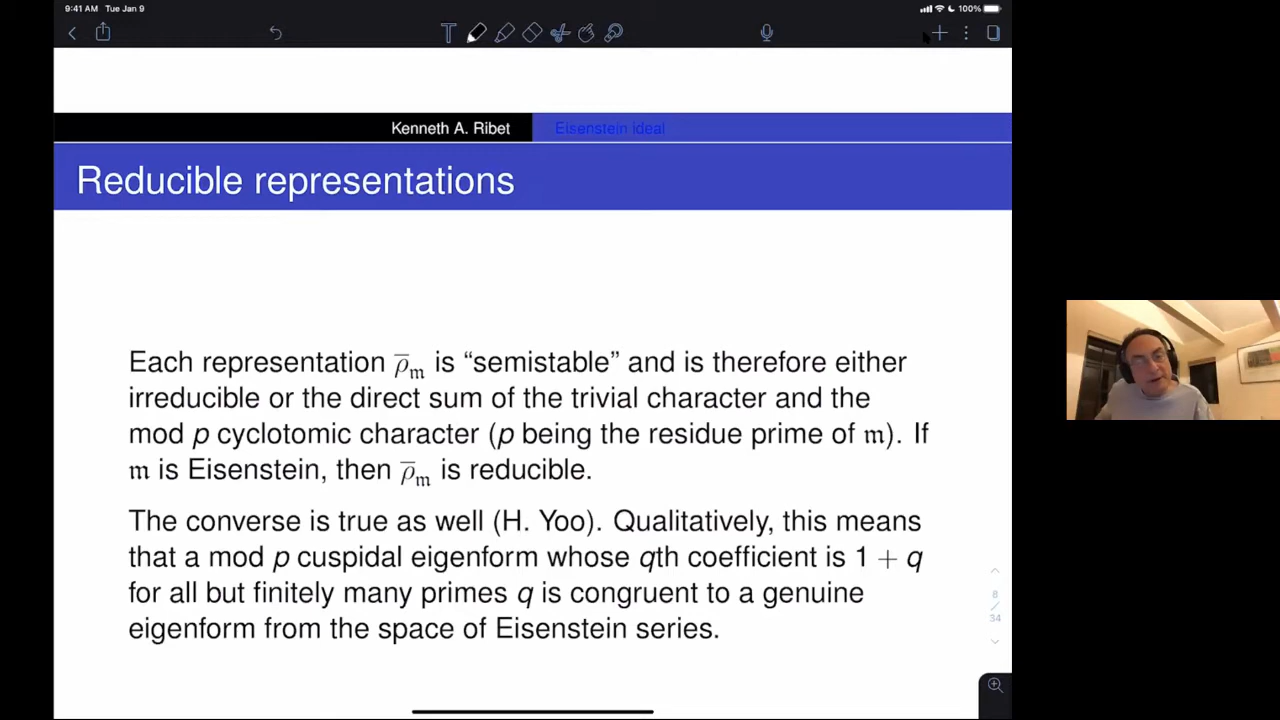 9:41 AM Tue Jan 9
100%
Kenneth A. Ribet
Eisenstein ideal
Reducible representations
Each representation ρ̅𝔪 is “semistable” and is therefore either
irreducible or the direct sum of the trivial character and the
mod p cyclotomic character (p being the residue prime of 𝔪). If
𝔪 is Eisenstein, then ρ̅𝔪 is reducible.
The converse is true as well (H. Yoo). Qualitatively, this means
that a mod p cuspidal eigenform whose qth coefficient is 1 + q
for all but finitely many primes q is congruent to a genuine
eigenform from the space of Eisenstein series.
8
/
34